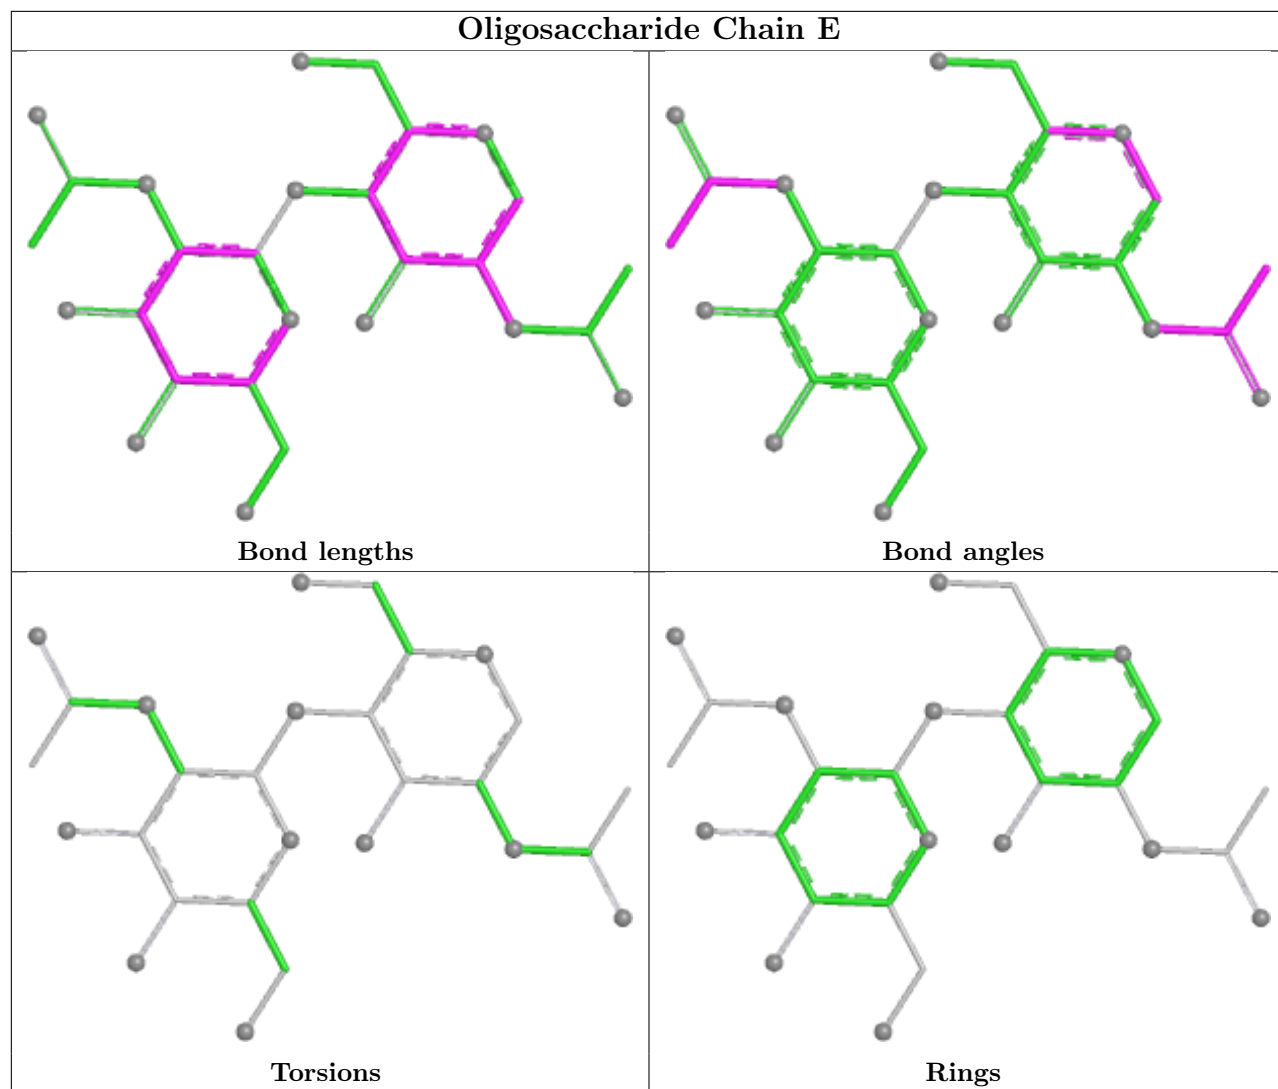 Oligosaccharide Chain E
Bond lengths
Bond angles
Torsions
Rings